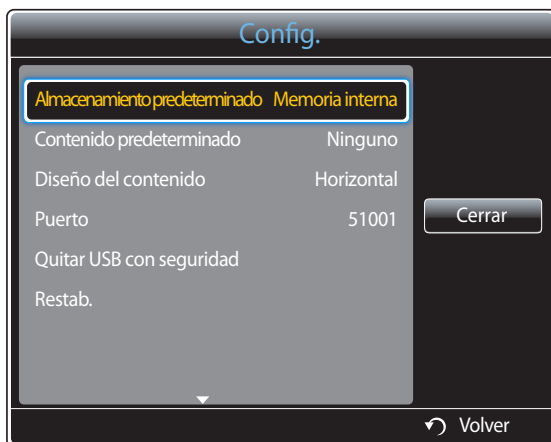 Config.
Almacenamiento predeterminado Memoria interna
Contenido predeterminado Ninguno
Diseño del contenido Horizontal
Puerto 51001
Cerrar
Quitar USB con seguridad
Restab.
Volver